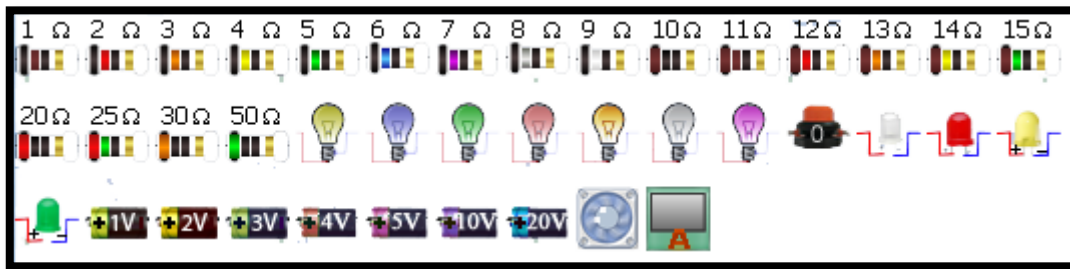 1 Ω 2 Ω 3 Ω 4 Ω 5 Ω 6 Ω 7 Ω 8 Ω 9 Ω 10Ω 11Ω 12Ω 13Ω 14Ω 15Ω
20Ω 25Ω 30Ω 50Ω
0
+ -
+ - +1V +2V +3V +4V +5V +10V +20V
A